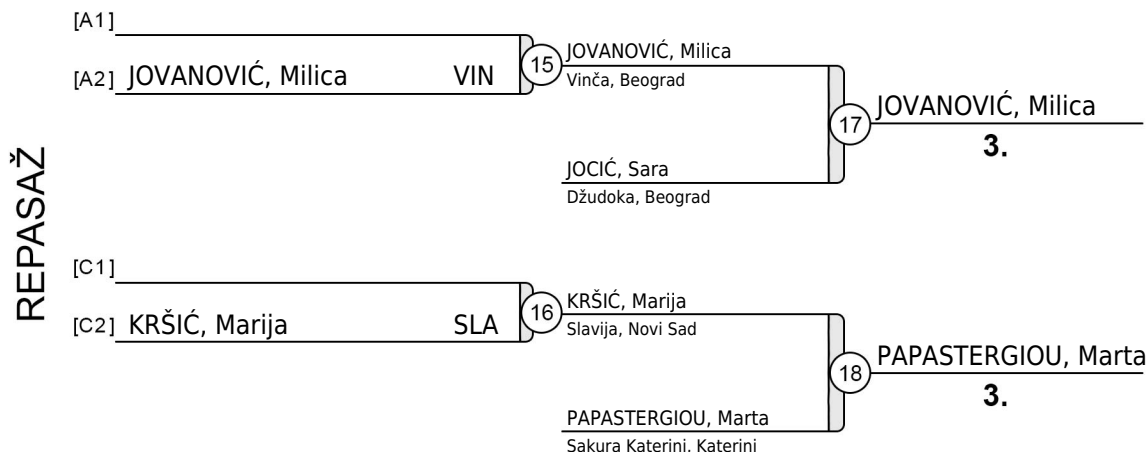 REPASAŽ
[A1]
[A2] JOVANOVIĆ, Milica VIN
15
JOVANOVIĆ, Milica
Vinča, Beograd
17
JOVANOVIĆ, Milica
3.
JOCIĆ, Sara
Džudoka, Beograd
[C1]
[C2] KRŠIĆ, Marija SLA
16
KRŠIĆ, Marija
Slavija, Novi Sad
18
PAPASTERGIOU, Marta
3.
PAPASTERGIOU, Marta
Sakura Katerini, Katerini